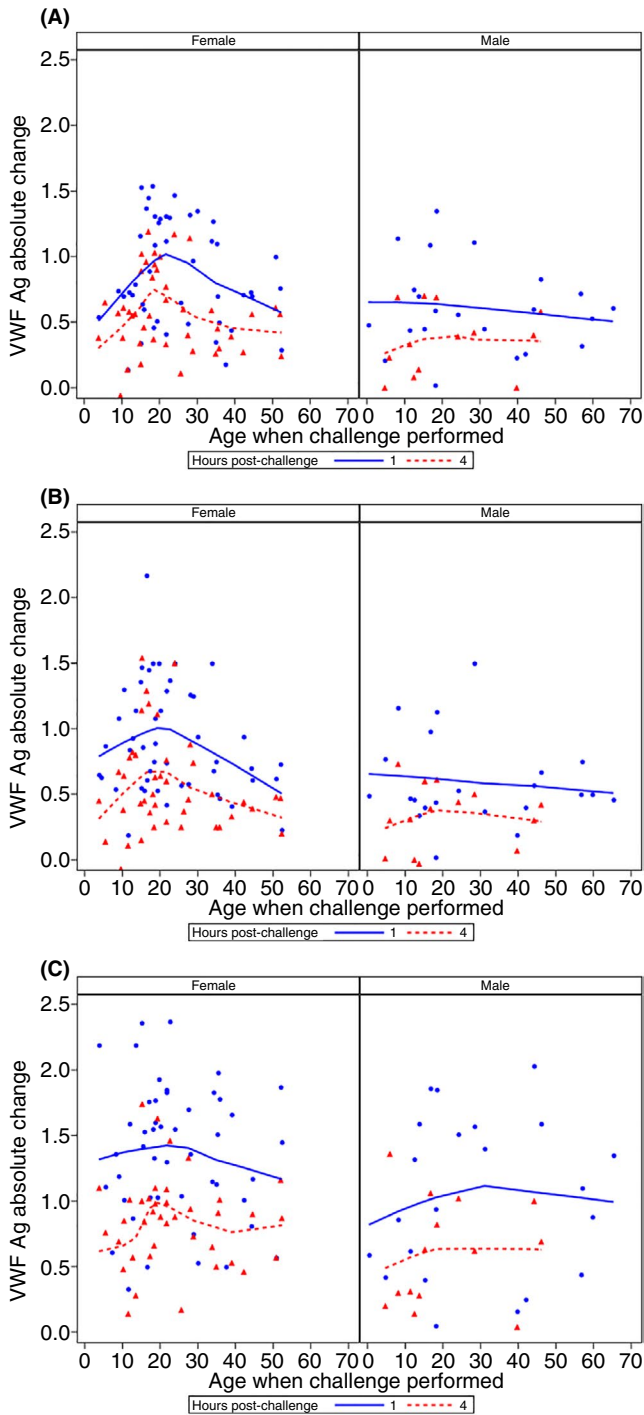 (A)
Female Male
2.5
2.0
1.5
1.0
0.5
0.0
VWF Ag absolute change
0 10 20 30 40 50 60 70 0 10 20 30 40 50 60 70
Age when challenge performed
Hours post-challenge 1 4
(B)
Female Male
2.5
2.0
1.5
1.0
0.5
0.0
VWF Ag absolute change
0 10 20 30 40 50 60 70 0 10 20 30 40 50 60 70
Age when challenge performed
Hours post-challenge 1 4
(C)
Female Male
2.5
2.0
1.5
1.0
0.5
0.0
VWF Ag absolute change
0 10 20 30 40 50 60 70 0 10 20 30 40 50 60 70
Age when challenge performed
Hours post-challenge 1 4